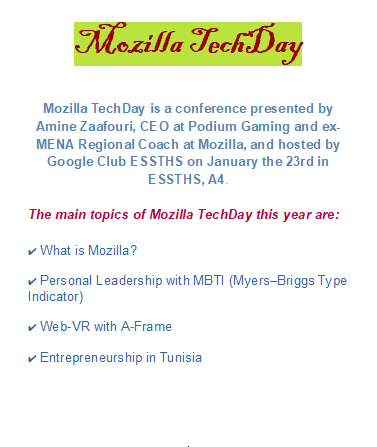 Mozilla TechDay
Mozilla TechDay is a conference presented by
Amine Zaafouri, CEO at Podium Gaming and ex-
MENA Regional Coach at Mozilla, and hosted by
Google Club ESSTHS on January the 23rd in
ESSTHS, A4.
The main topics of Mozilla TechDay this year are:
✔ What is Mozilla?
✔ Personal Leadership with MBTI (Myers–Briggs Type
Indicator)
✔ Web-VR with A-Frame
✔ Entrepreneurship in Tunisia
.